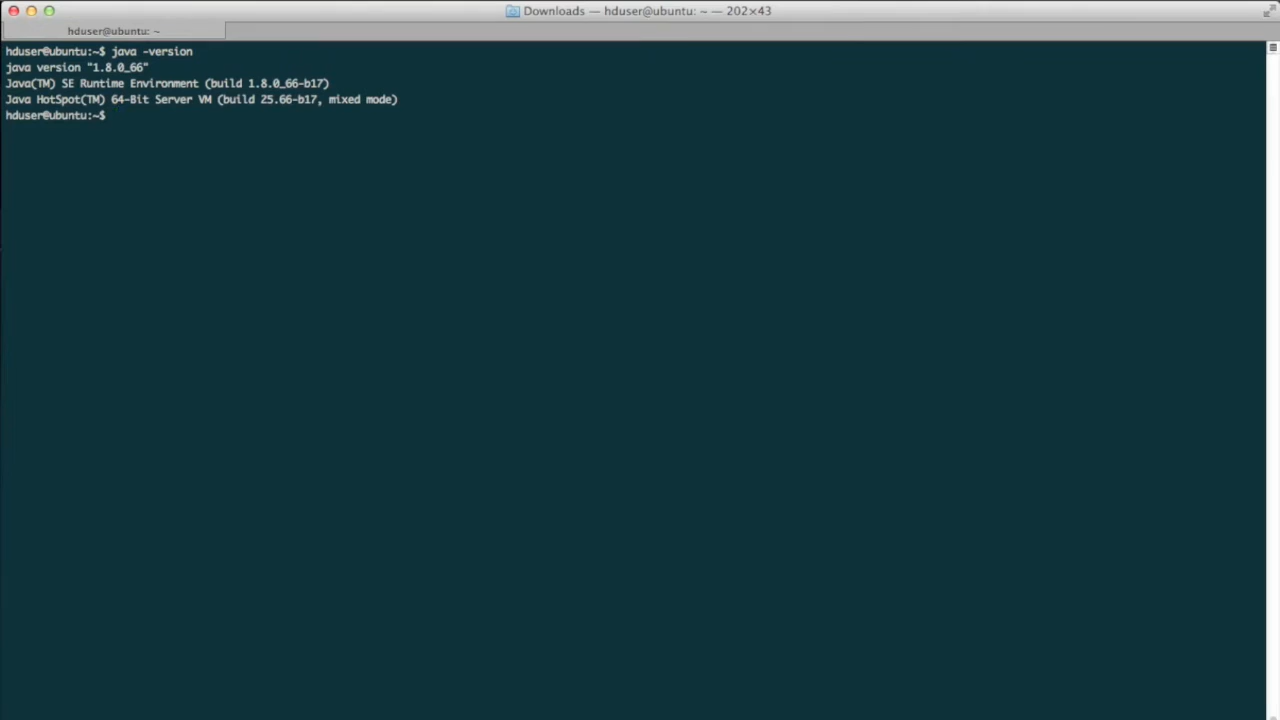 Downloads — hduser@ubuntu: ~ — 202×43
hduser@ubuntu: ~
hduser@ubuntu:~$ java -version
java version "1.8.0_66"
Java(TM) SE Runtime Environment (build 1.8.0_66-b17)
Java HotSpot(TM) 64-Bit Server VM (build 25.66-b17, mixed mode)
hduser@ubuntu:~$